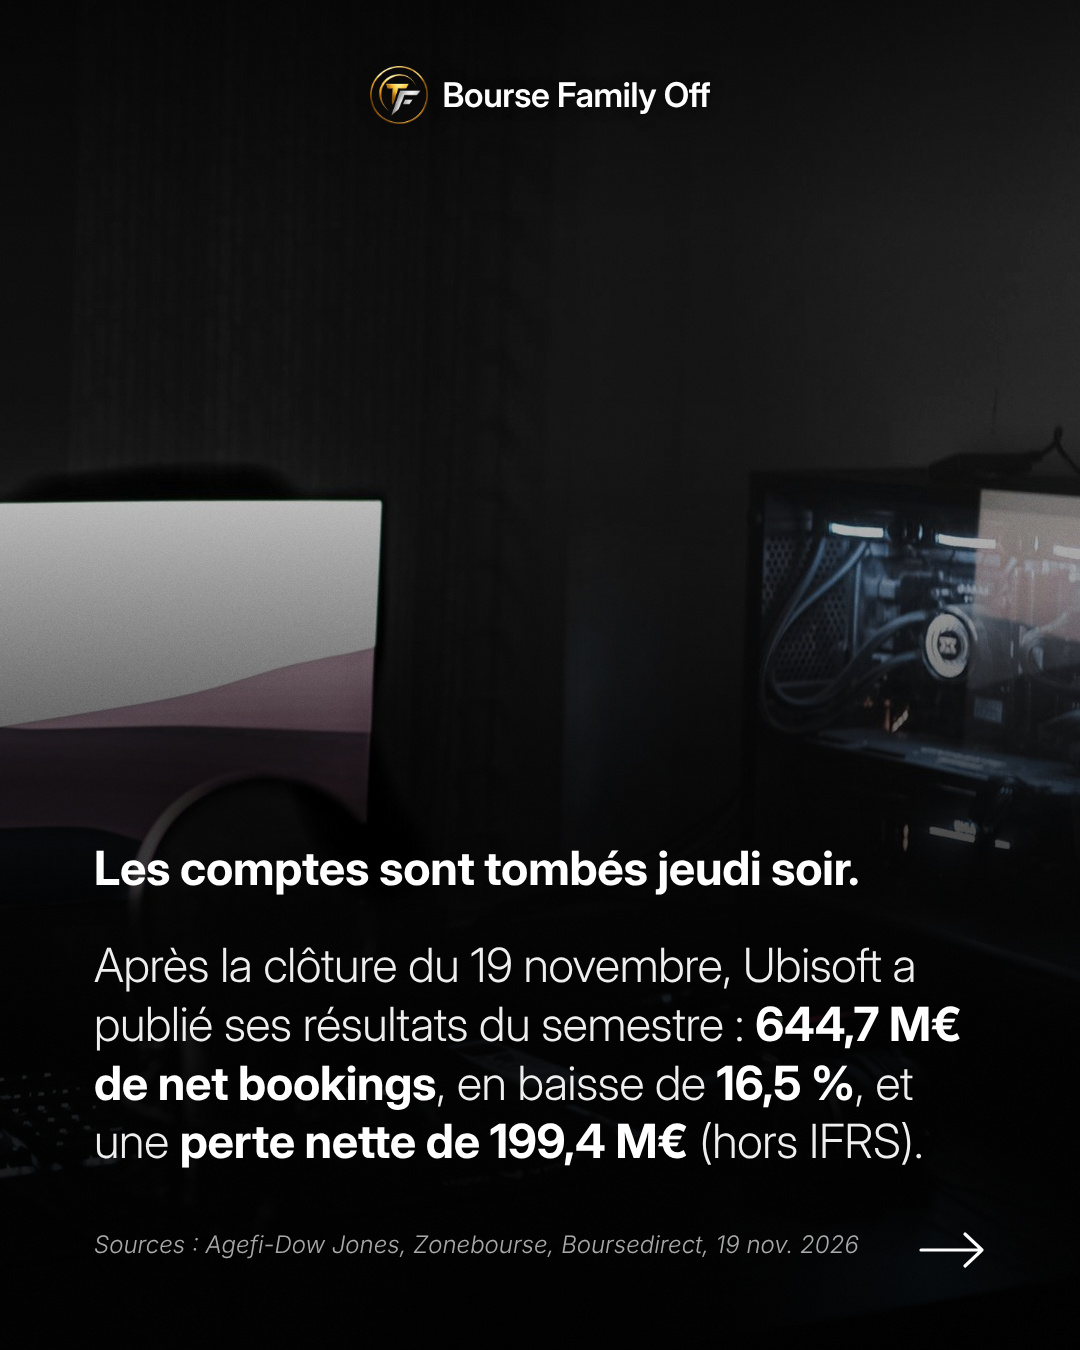 TF Bourse Family Off
Les comptes sont tombés jeudi soir.
Après la clôture du 19 novembre, Ubisoft a
publié ses résultats du semestre : 644,7 M€
de net bookings, en baisse de 16,5 %, et
une perte nette de 199,4 M€ (hors IFRS).
Sources : Agefi-Dow Jones, Zonebourse, Boursedirect, 19 nov. 2026